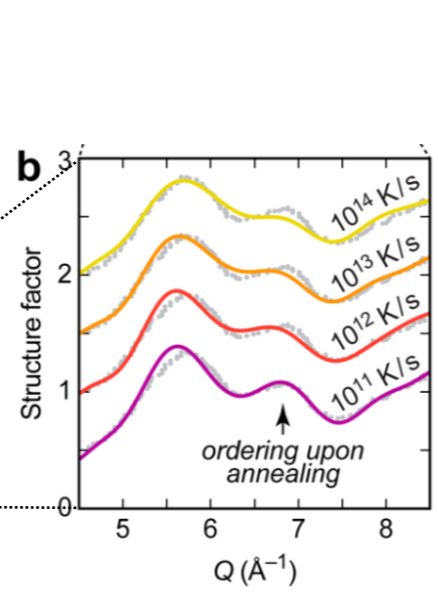 b
3
2
1
0
Structure factor
10¹⁴ K/s
10¹³ K/s
10¹² K/s
10¹¹ K/s
ordering upon
annealing
5 6 7 8
Q (Å⁻¹)